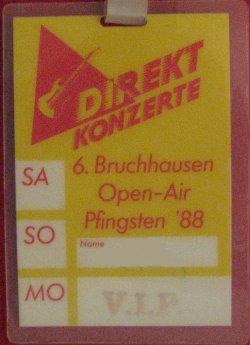 DIREKT
KONZERTE
SA
6. Bruchhausen
Open-Air
SO
Pfingsten '88
Name
MO
V.I.P